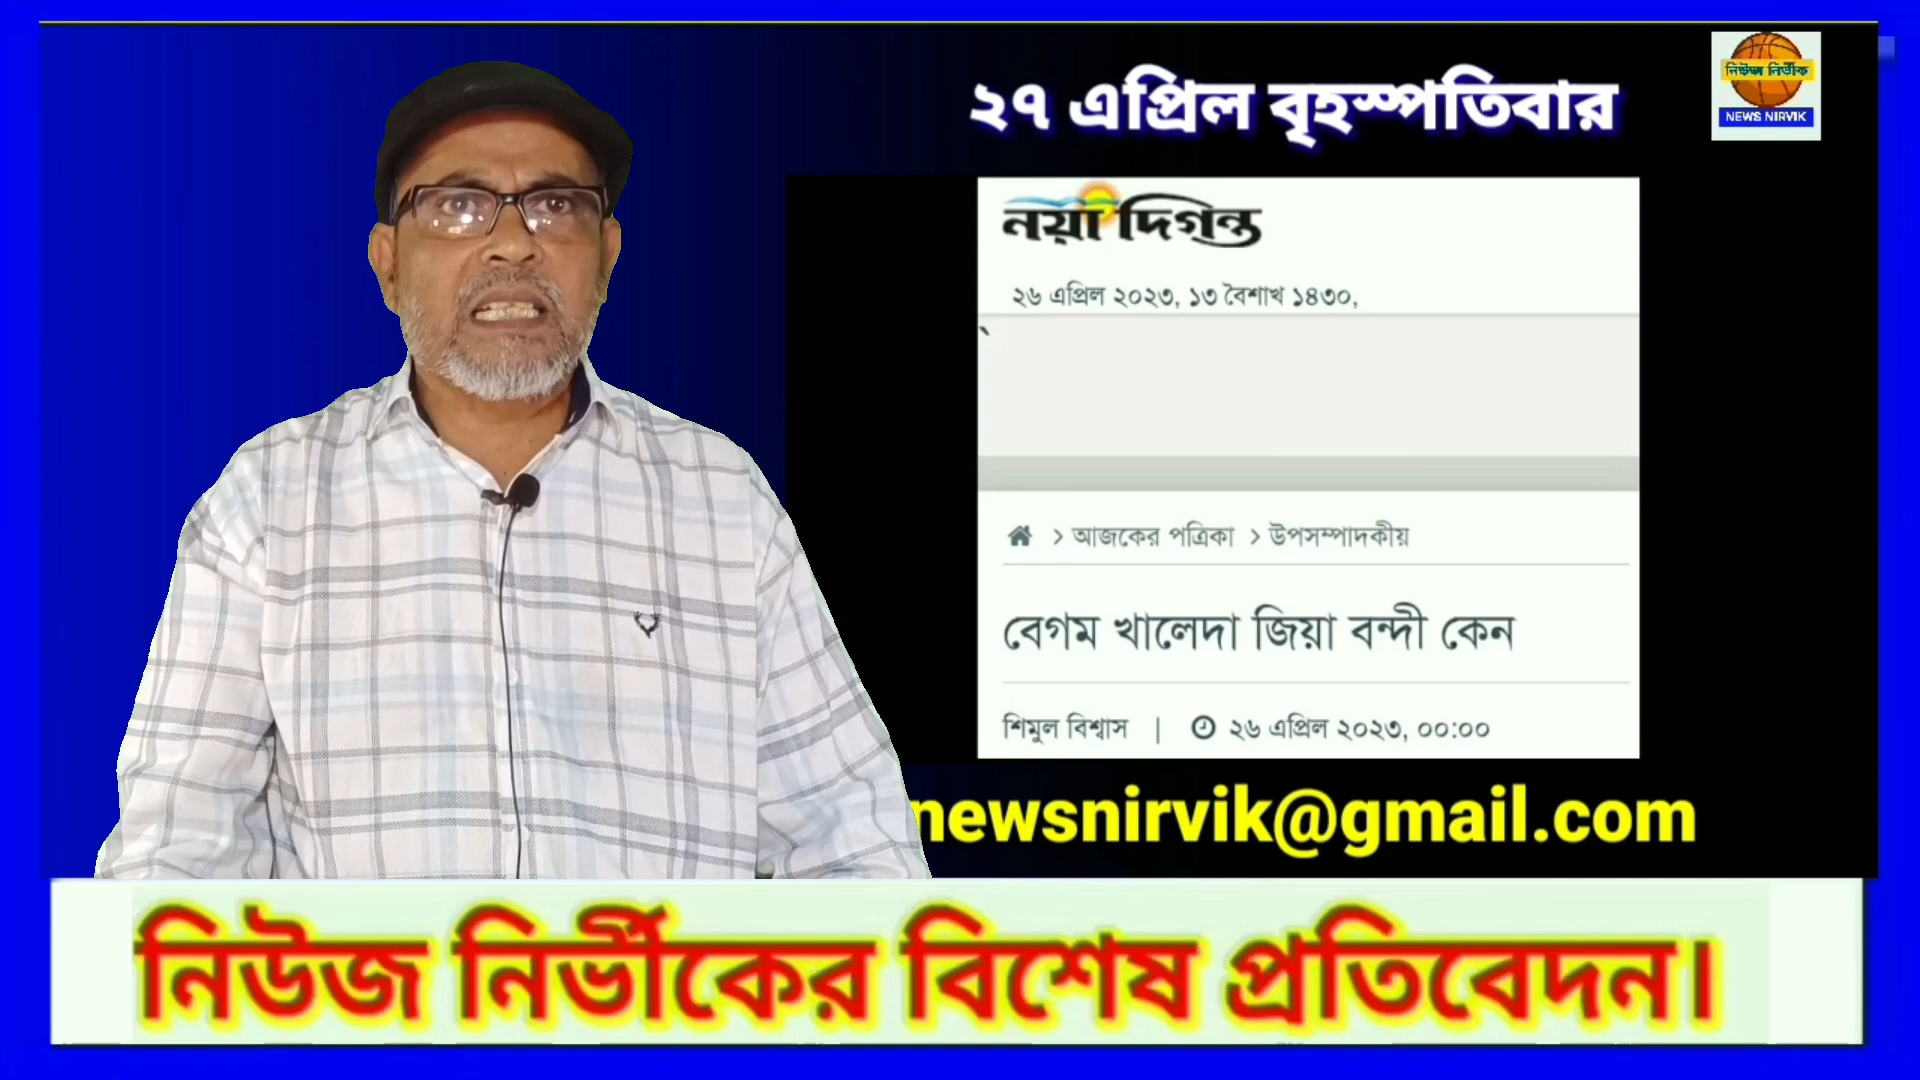 ২৭ এপ্রিল বৃহস্পতিবার
নিউজ নির্ভীক
NEWS NIRVIK
নয়া দিগন্ত
২৬ এপ্রিল ২০২৩, ১৩ বৈশাখ ১৪৩০,
`
> আজকের পত্রিকা > উপসম্পাদকীয়
বেগম খালেদা জিয়া বন্দী কেন
শিমুল বিশ্বাস | ২৬ এপ্রিল ২০২৩, ০০:০০
newsnirvik@gmail.com
নিউজ নির্ভীকের বিশেষ প্রতিবেদন।